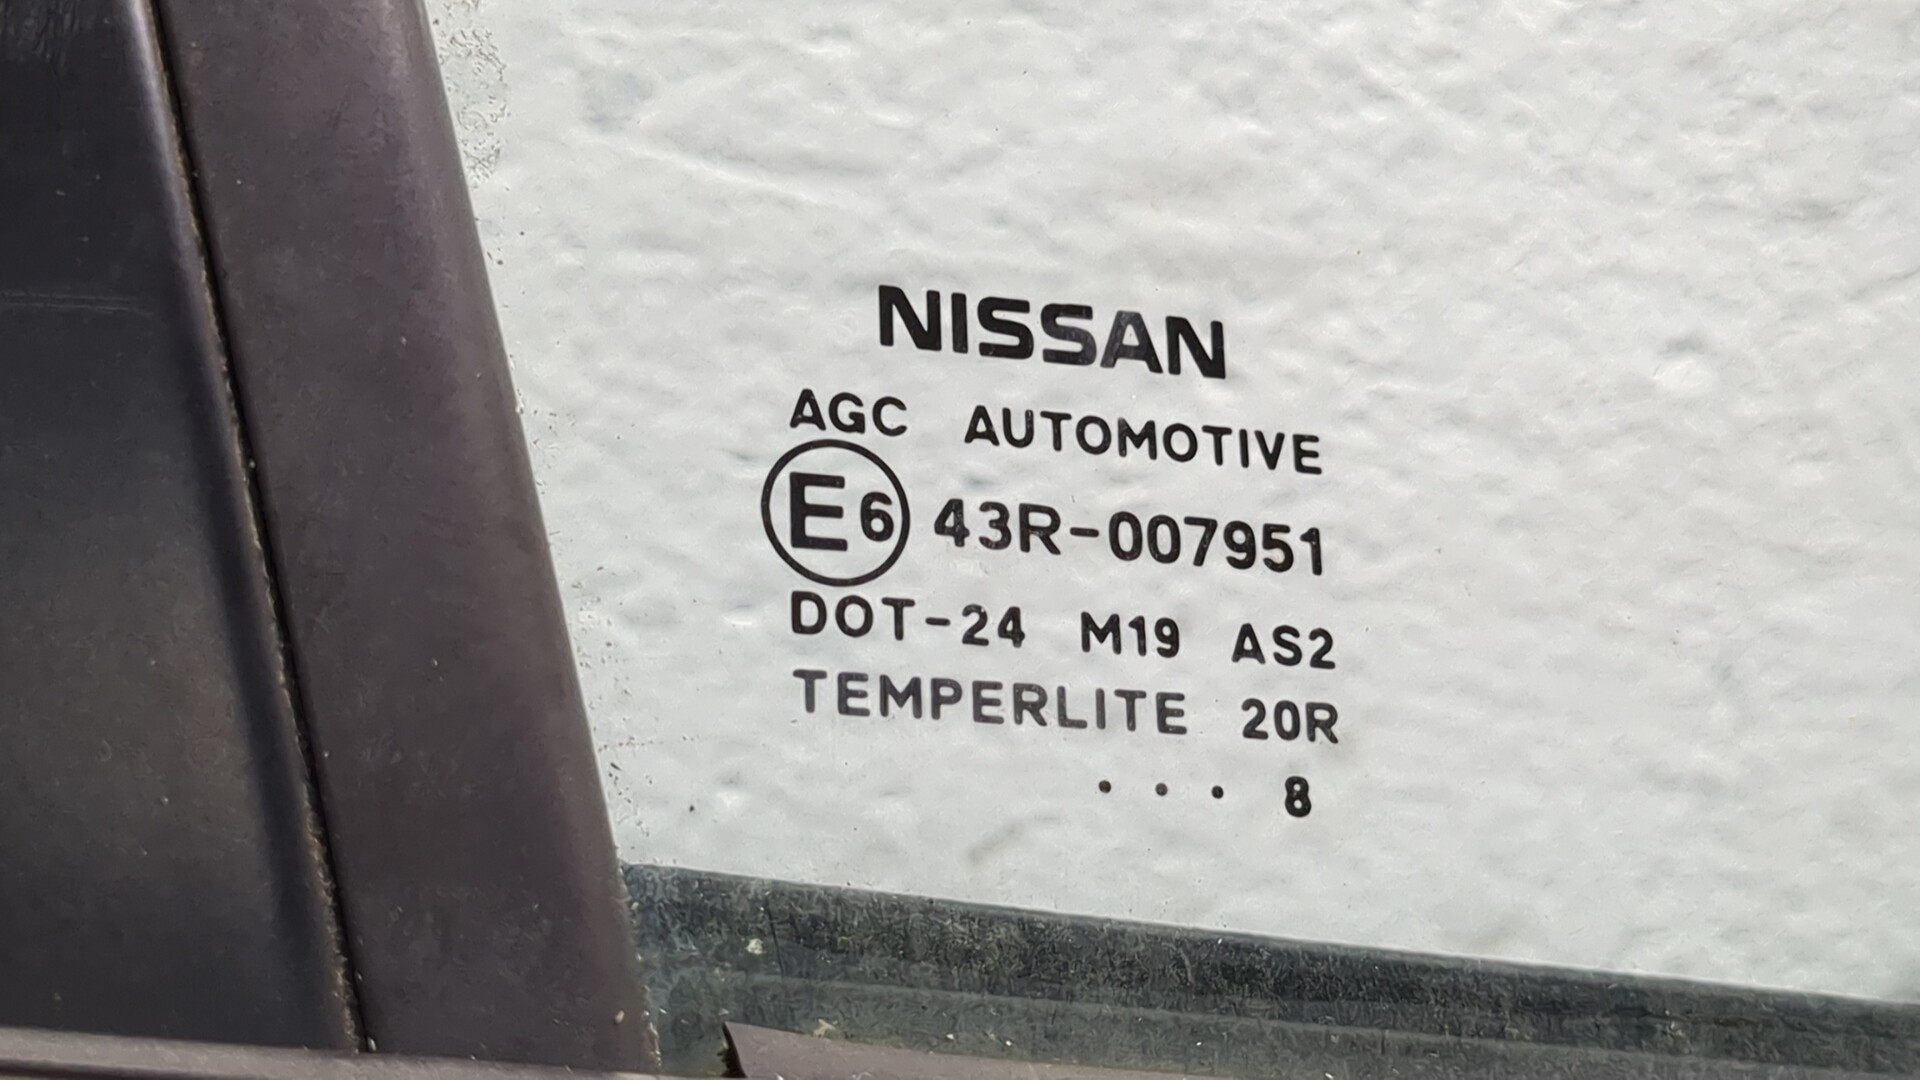 NISSAN
AGC AUTOMOTIVE
E6 43R-007951
DOT-24 M19 AS2
TEMPERLITE 20R
. . . 8